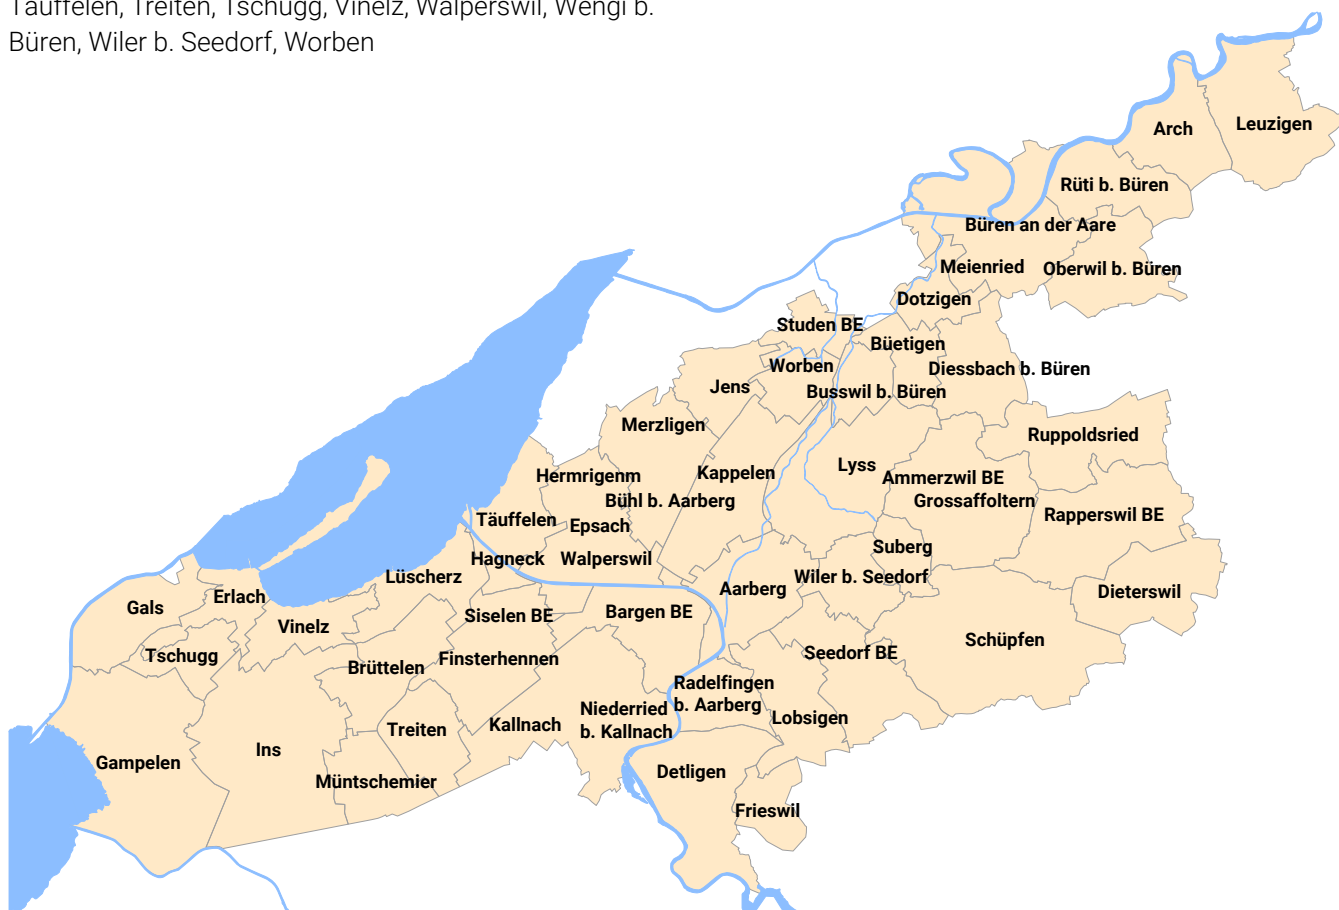 Täuffelen, Treiten, Tschugg, Vinelz, Walperswil, Wengi b.
Büren, Wiler b. Seedorf, Worben
Leuzigen
Arch
Rüti b. Büren
Büren an der Aare
Meienried
Oberwil b. Büren
Dotzigen
Studen BE
Büetigen
Worben
Diessbach b. Büren
Jens
Busswil b. Büren
Merzligen
Ruppoldsried
Lyss
Kappelen
Hermrigenm
Ammerzwil BE
Bühl b. Aarberg
Grossaffoltern
Rapperswil BE
Täuffelen
Epsach
Suberg
Hagneck
Walperswil
Lüscherz
Wiler b. Seedorf
Aarberg
Dieterswil
Erlach
Gals
Bargen BE
Siselen BE
Vinelz
Schüpfen
Seedorf BE
Tschugg
Finsterhennen
Brüttelen
Radelfingen
b. Aarberg
Niederried
b. Kallnach
Lobsigen
Kallnach
Treiten
Ins
Gampelen
Detligen
Müntschemier
Frieswil